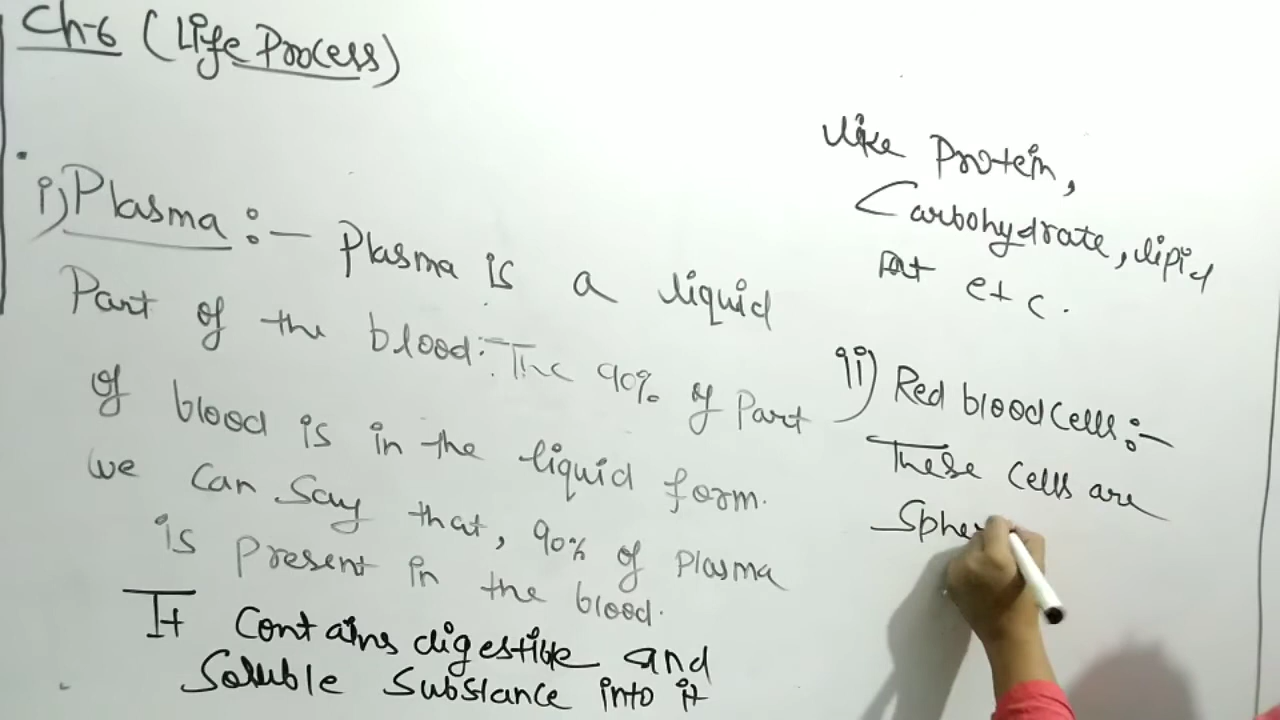 Ch-6 (Life Process)
i) Plasma :- Plasma is a liquid
Part of the blood. The 90% of Part
of blood is in the liquid form.
we can say that, 90% of plasma
is present in the blood.
It contains digestible and
Soluble Substance into it
like Protein,
Carbohydrate, lipid
etc.
ii) Red blood cells :-
These cells are
Sphe